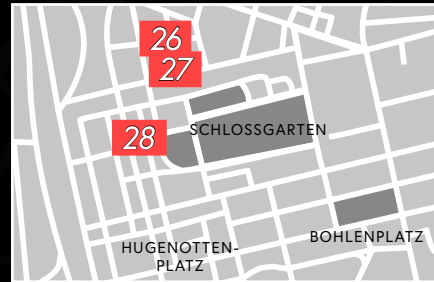 26
27
28
SCHLOSSGARTEN
BOHLENPLATZ
HUGENOTTEN-
PLATZ